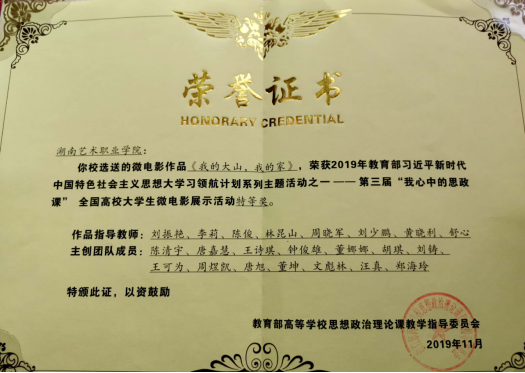 荣誉证书
HONORARY CREDENTIAL
湖南艺术职业学院：
你校选送的微电影作品《我的大山，我的家》，荣获2019年教育部习近平新时代
中国特色社会主义思想大学习领航计划系列主题活动之一——第三届“我心中的思政
课”全国高校大学生微电影展示活动特等奖。
作品指导教师：刘振艳、李莉、陈俊、林昆山、周晓军、刘少鹏、黄晓利、舒心
主创团队成员：陈清宇、唐嘉慧、王诗琪、钟俊雄、董娜娜、胡琪、刘铸、
王可为、周煜凯、唐旭、董坤、文彪林、汪真、郑海玲
特颁此证，以资鼓励
教育部高等学校思想政治理论课教学指导委员会
2019年11月